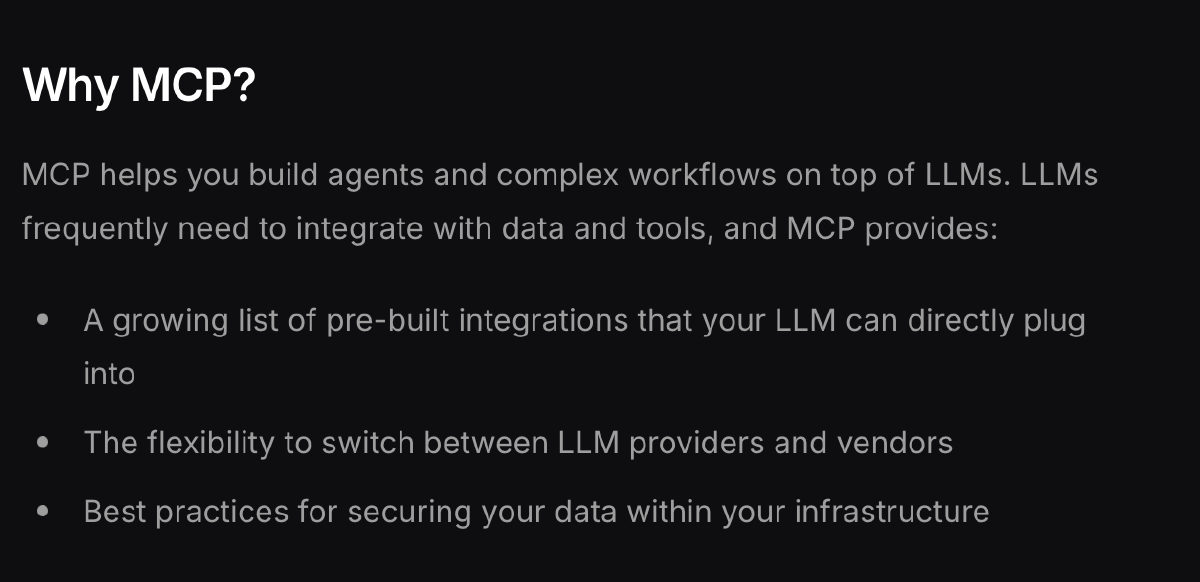 Why MCP?
MCP helps you build agents and complex workflows on top of LLMs. LLMs
frequently need to integrate with data and tools, and MCP provides:
• A growing list of pre-built integrations that your LLM can directly plug
into
• The flexibility to switch between LLM providers and vendors
• Best practices for securing your data within your infrastructure